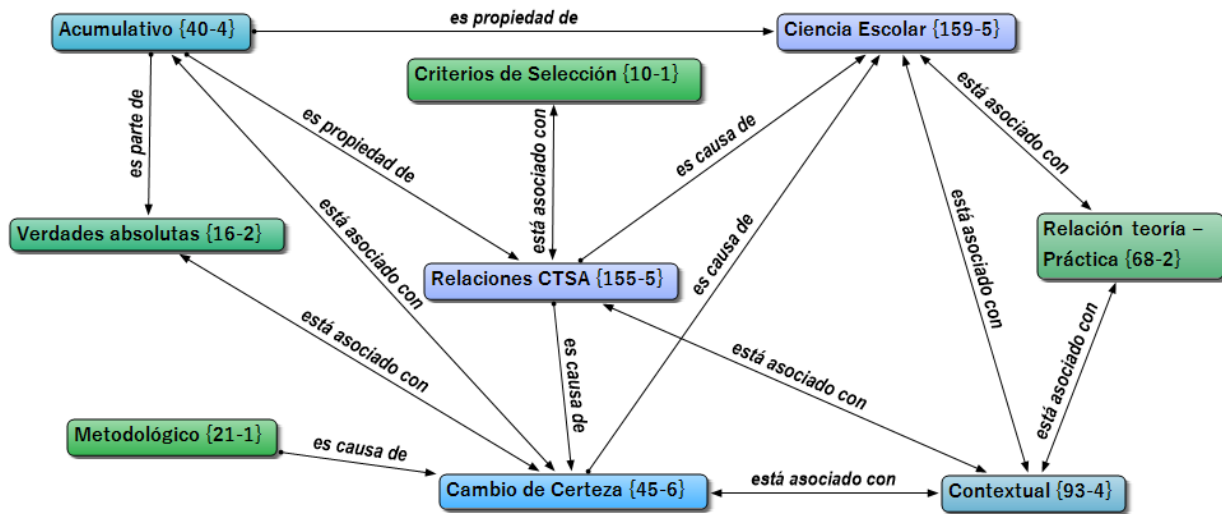 Acumulativo {40-4}
es propiedad de
Ciencia Escolar {159-5}
Criterios de Selección {10-1}
es parte de
es propiedad de
está asociado con
es causa de
está asociado con
está asociado con
Verdades absolutas {16-2}
Relación teoría –
Práctica {68-2}
Relaciones CTSA {155-5}
es causa de
está asociado con
está asociado con
es causa de
está asociado con
está asociado con
Metodológico {21-1}
es causa de
Cambio de Certeza {45-6}
está asociado con
Contextual {93-4}